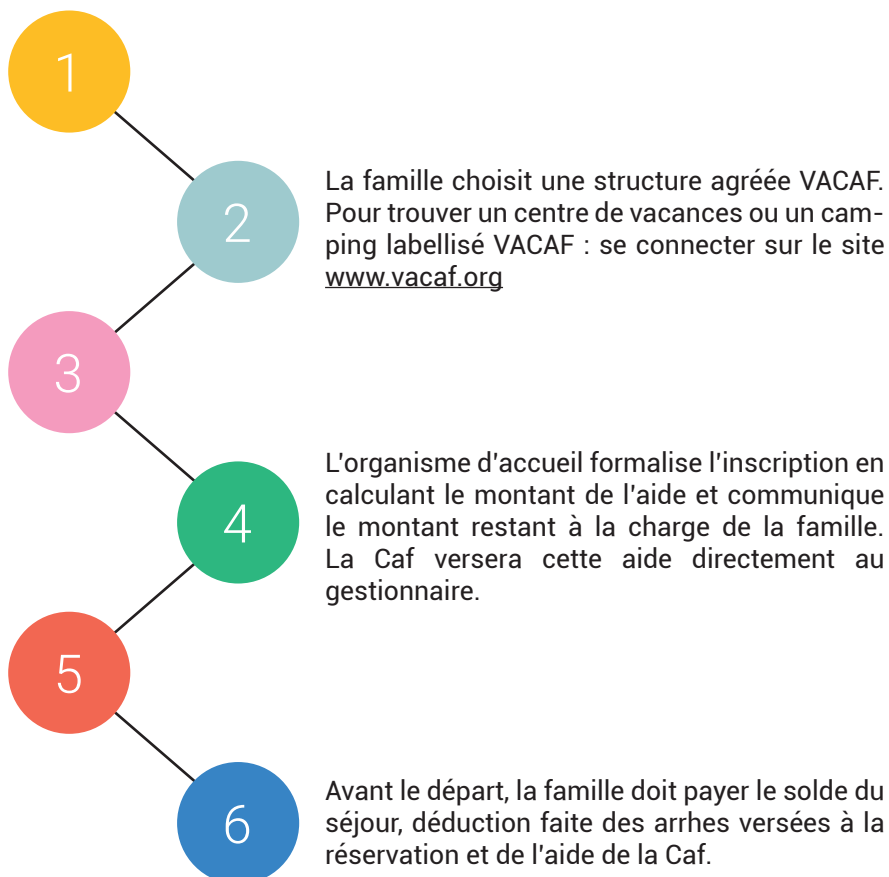 1
2
La famille choisit une structure agréée VACAF.
Pour trouver un centre de vacances ou un cam-
ping labellisé VACAF : se connecter sur le site
www.vacaf.org
3
4
L'organisme d'accueil formalise l'inscription en
calculant le montant de l'aide et communique
le montant restant à la charge de la famille.
La Caf versera cette aide directement au
gestionnaire.
5
6
Avant le départ, la famille doit payer le solde du
séjour, déduction faite des arrhes versées à la
réservation et de l'aide de la Caf.